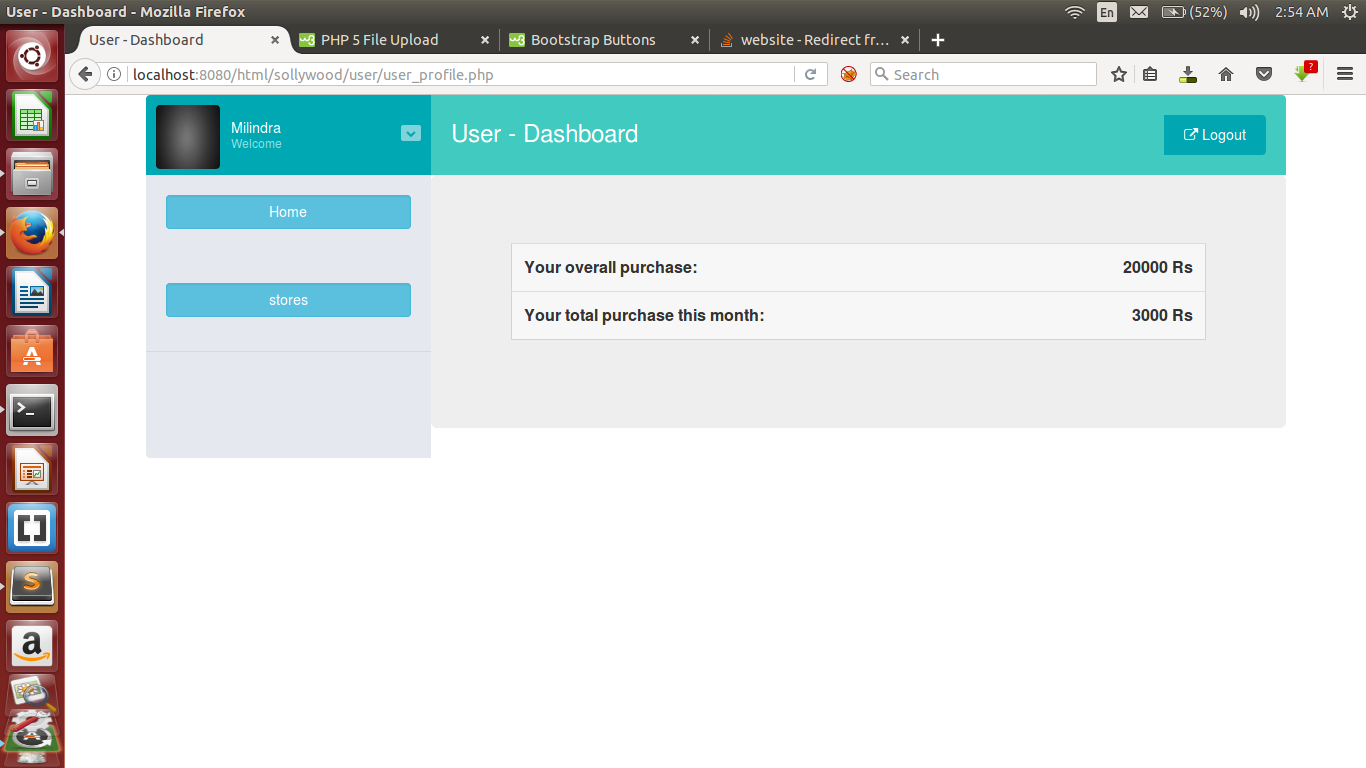 User - Dashboard - Mozilla Firefox
En
(52%)
2:54 AM
User - Dashboard
PHP 5 File Upload
Bootstrap Buttons
website - Redirect fr...
localhost:8080/html/sollywood/user/user_profile.php
Search
?
Milindra
Welcome
User - Dashboard
Logout
Home
stores
Your overall purchase: 20000 Rs
Your total purchase this month: 3000 Rs